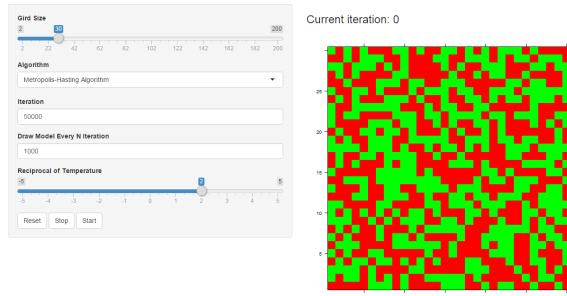 Gird Size
2 30 200
2 22 42 62 82 102 122 142 162 182 200
Algorithm
Metropolis-Hasting Algorithm
Iteration
50000
Draw Model Every N Iteration
1000
Reciprocal of Temperature
-5 2 5
-5 -4 -3 -2 -1 0 1 2 3 4 5
Reset Stop Start
Current iteration: 0
25
20
15
10
5